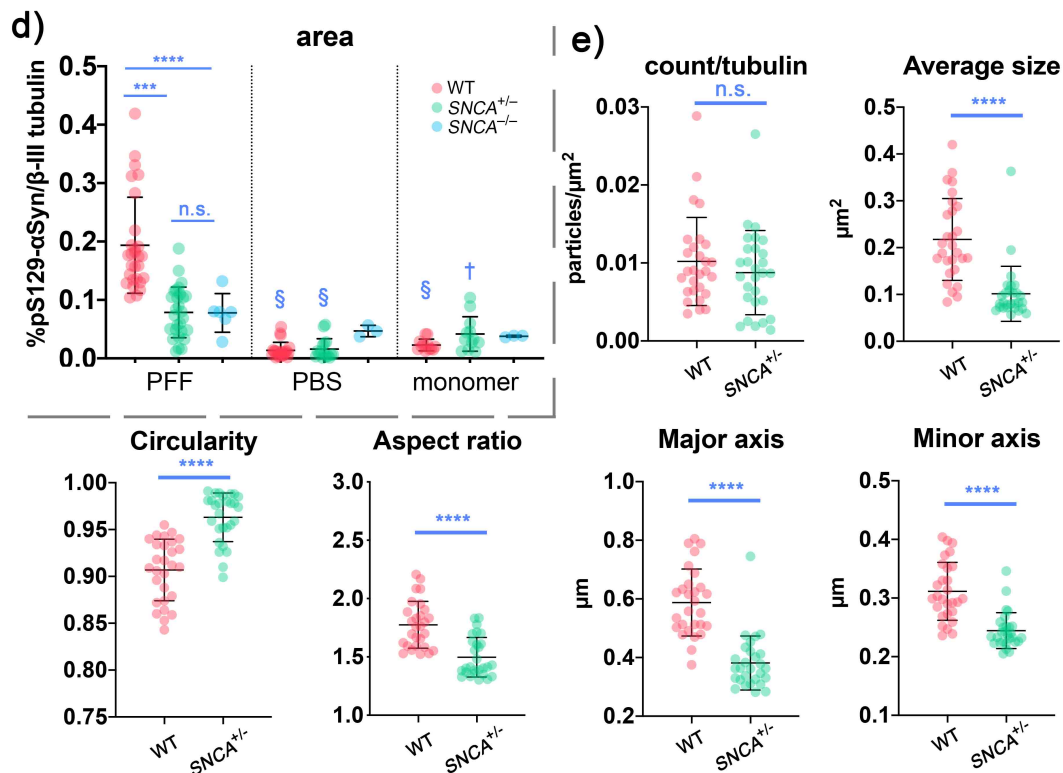 d)
area
%pS129-αSyn/β-III tubulin
0.5
0.4
0.3
0.2
0.1
0.0
****
***
n.s.
§
§
§
†
WT
SNCA+/–
SNCA–/–
PFF
PBS
monomer
e)
count/tubulin
particles/µm2
0.03
0.02
0.01
0.00
n.s.
WT
SNCA+/-
Average size
µm2
0.5
0.4
0.3
0.2
0.1
0.0
****
WT
SNCA+/-
Circularity
1.00
0.95
0.90
0.85
0.80
0.75
****
WT
SNCA+/-
Aspect ratio
3.0
2.5
2.0
1.5
1.0
****
WT
SNCA+/-
Major axis
µm
1.0
0.8
0.6
0.4
0.2
****
WT
SNCA+/-
Minor axis
µm
0.5
0.4
0.3
0.2
0.1
****
WT
SNCA+/-